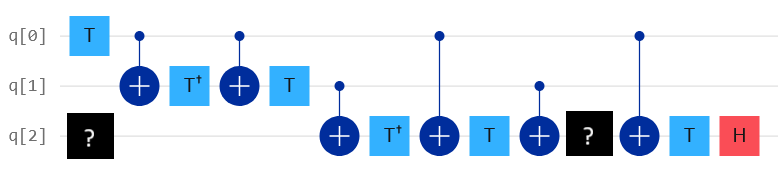 q[0] T
q[1] T† T
q[2] ? T† T ? T H